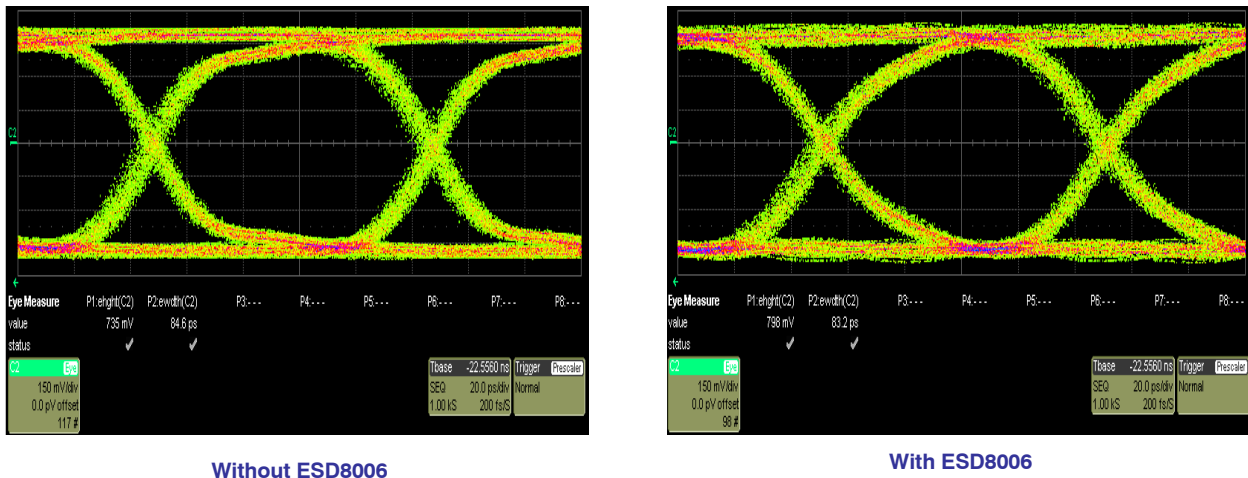 C2
Eye Measure P1:ehght(C2) P2:ewdth(C2) P3:--- P4:--- P5:--- P6:--- P7:--- P8:---
value 735 mV 84.6 ps
status
C2 Eye
150 mV/div
0.0 pV offset
117 #
Tbase -22.5560 ns
SEQ 20.0 ps/div
1.00 kS 200 fs/S
Trigger Prescaler
Normal
Without ESD8006
C2
Eye Measure P1:ehght(C2) P2:ewdth(C2) P3:--- P4:--- P5:--- P6:--- P7:--- P8:---
value 798 mV 83.2 ps
status
C2 Eye
150 mV/div
0.0 pV offset
98 #
Tbase -22.5560 ns
SEQ 20.0 ps/div
1.00 kS 200 fs/S
Trigger Prescaler
Normal
With ESD8006